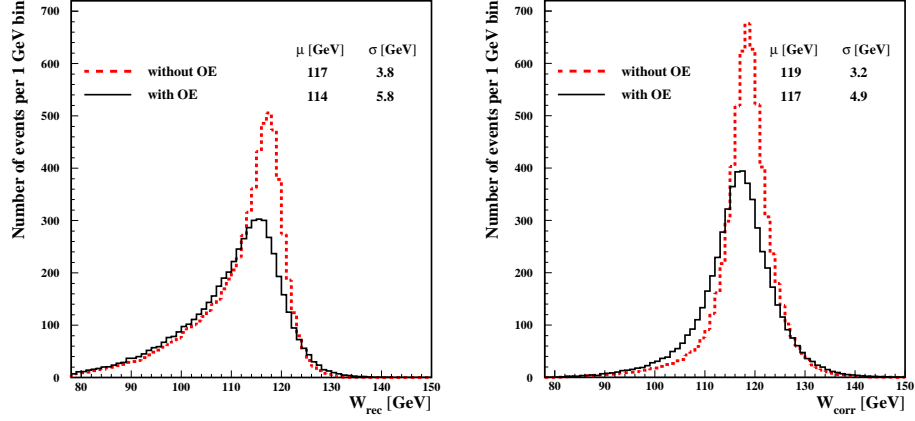 Number of events per 1 GeV bin
700
600
500
400
300
200
100
0
μ [GeV] σ [GeV]
without OE 117 3.8
with OE 114 5.8
80 90 100 110 120 130 140 150
W_rec [GeV]
Number of events per 1 GeV bin
700
600
500
400
300
200
100
0
μ [GeV] σ [GeV]
without OE 119 3.2
with OE 117 4.9
80 90 100 110 120 130 140 150
W_corr [GeV]